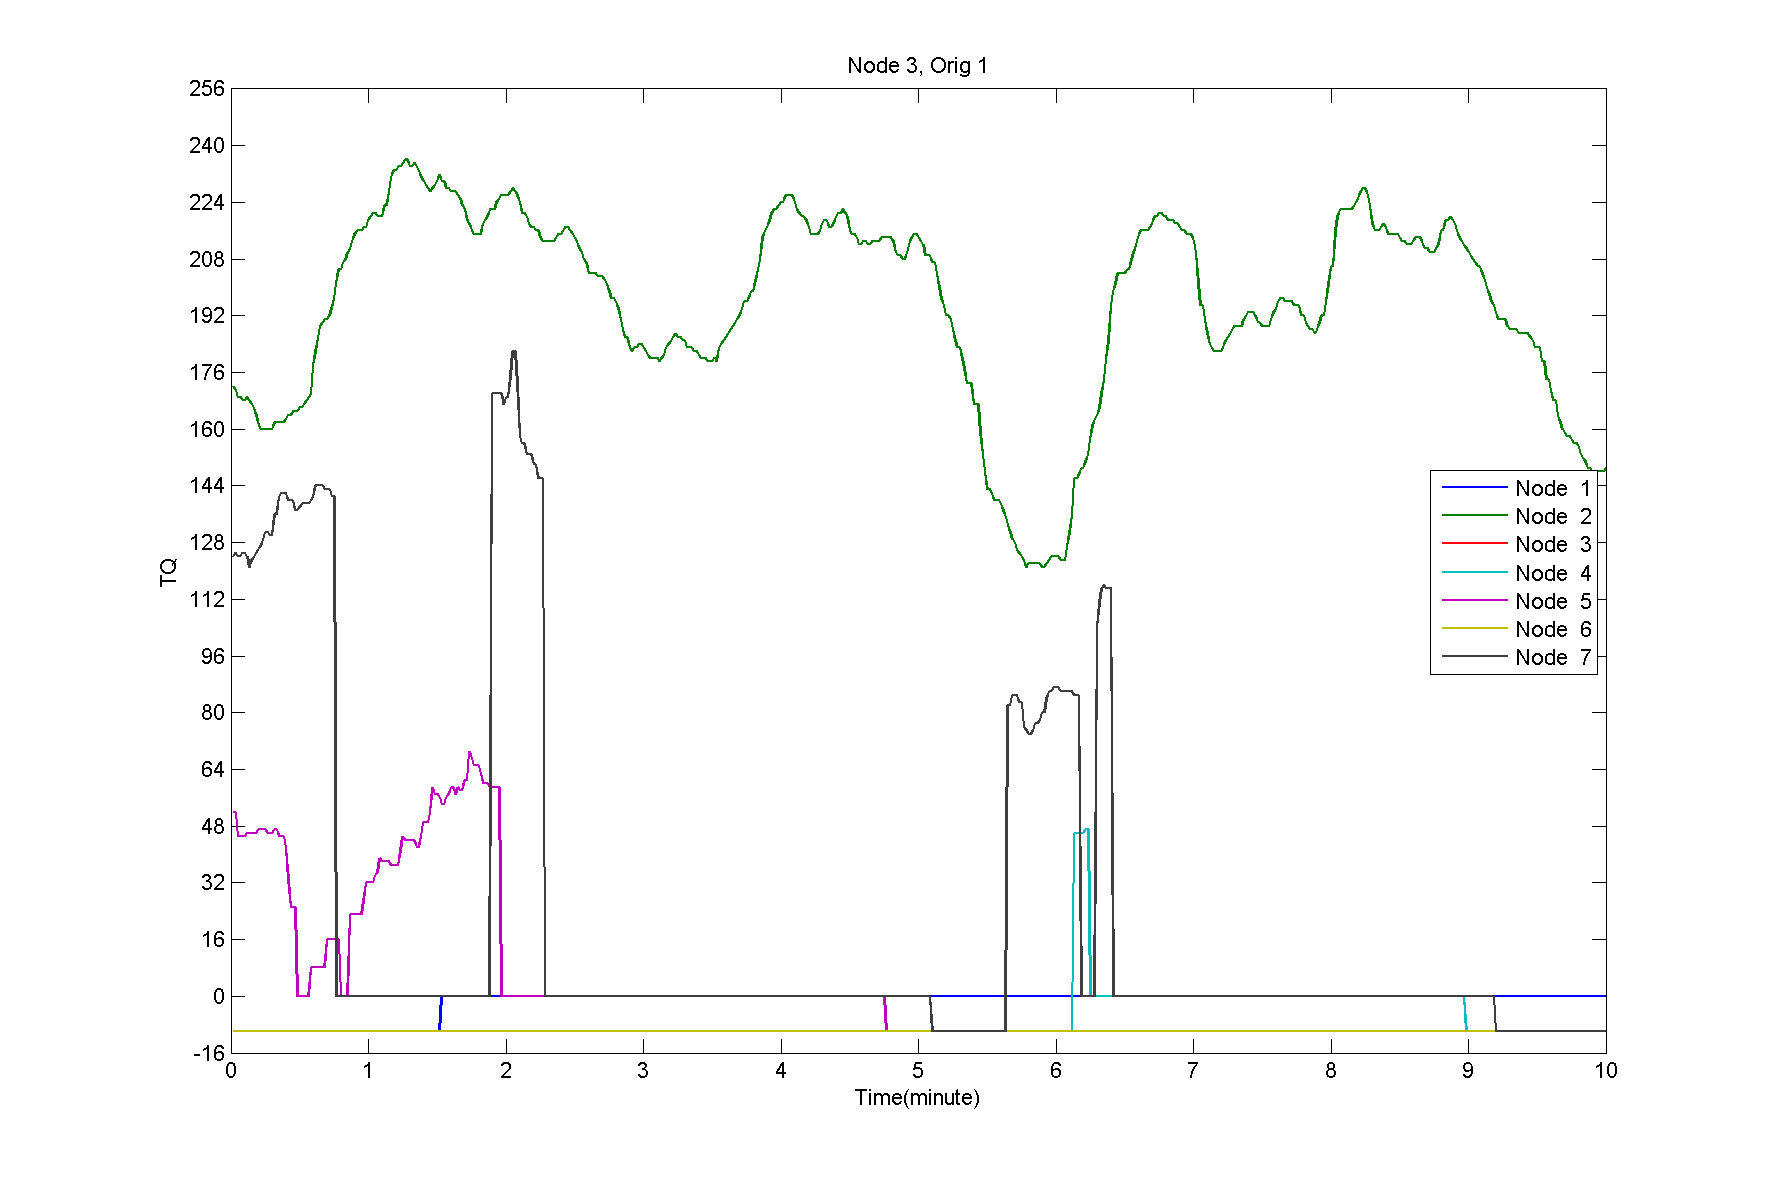 Node 3, Orig 1
256
240
224
208
192
176
160
144
128
112
96
80
64
48
32
16
0
-16
TQ
Node 1
Node 2
Node 3
Node 4
Node 5
Node 6
Node 7
0 1 2 3 4 5 6 7 8 9 10
Time(minute)